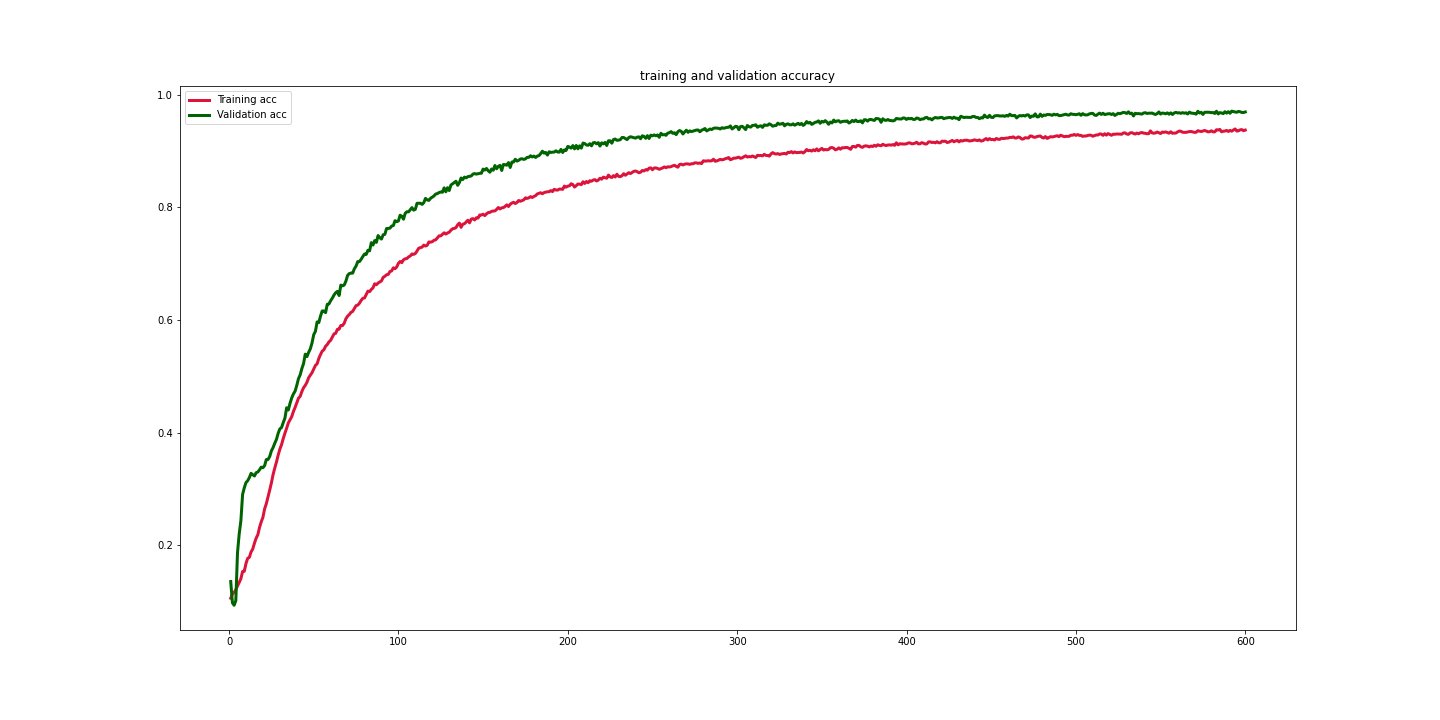 training and validation accuracy
Training acc
Validation acc
1.0
0.8
0.6
0.4
0.2
0 100 200 300 400 500 600